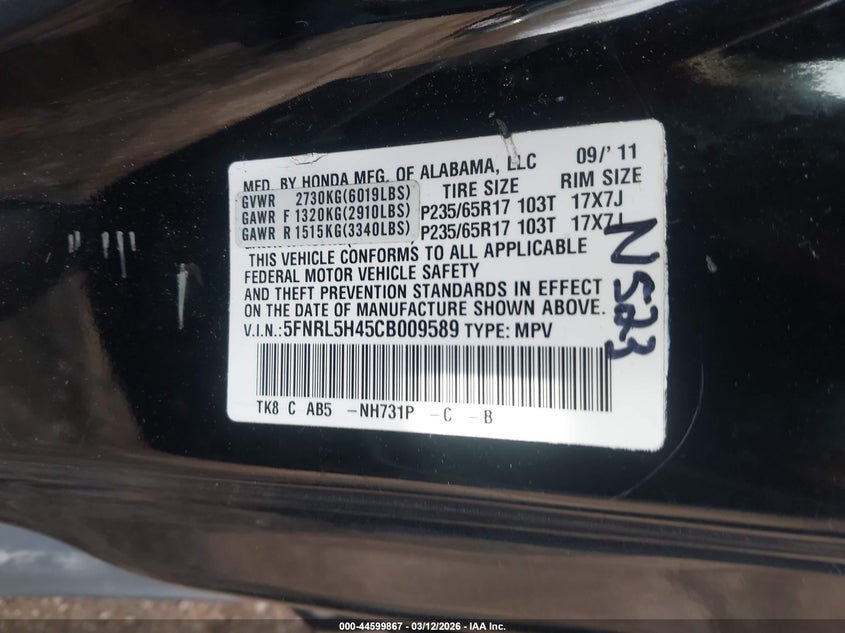 MFD. BY HONDA MFG. OF ALABAMA, LLC 09/' 11
TIRE SIZE RIM SIZE
GVWR 2730KG(6019LBS)
GAWR F 1320KG(2910LBS) P235/65R17 103T 17X7J
GAWR R 1515KG(3340LBS) P235/65R17 103T 17X7J
THIS VEHICLE CONFORMS TO ALL APPLICABLE
FEDERAL MOTOR VEHICLE SAFETY
AND THEFT PREVENTION STANDARDS IN EFFECT
ON THE DATE OF MANUFACTURE SHOWN ABOVE.
V.I.N.:5FNRL5H45CB009589 TYPE: MPV
TK8 C AB5 -NH731P -C -B
N523
000-44599867 - 03/12/2026 - IAA Inc.